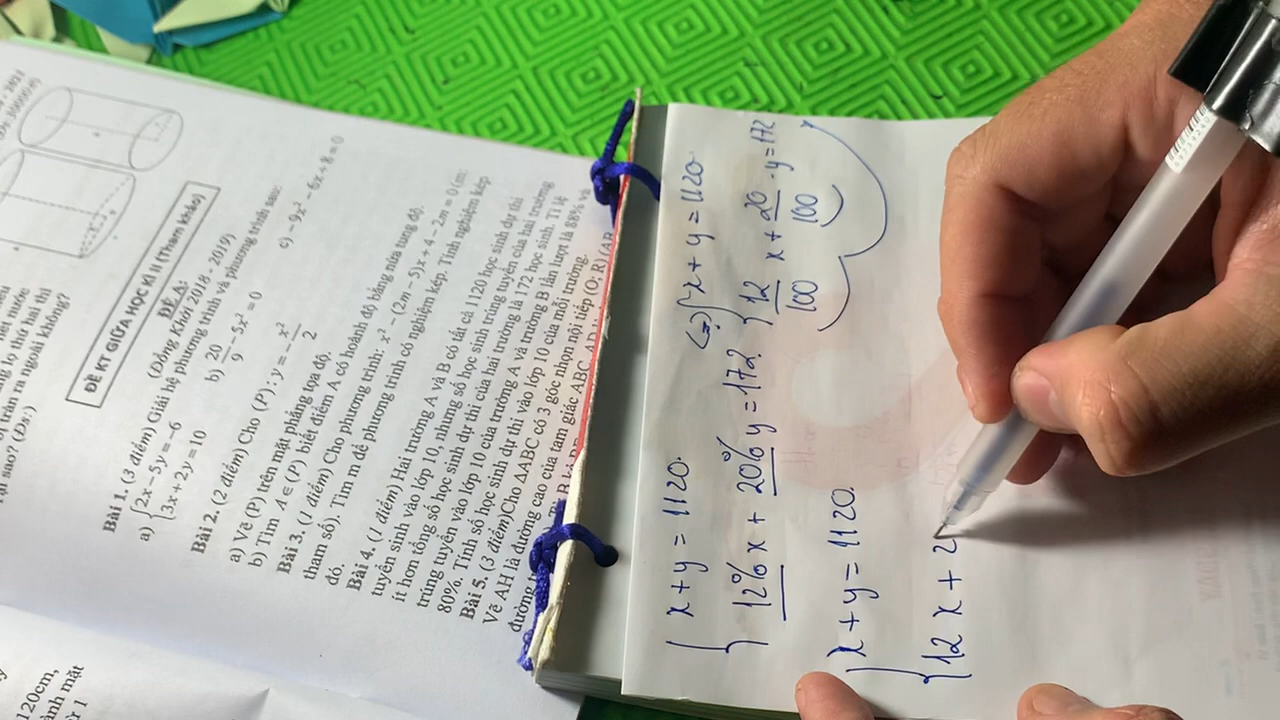 ĐỀ KT GIỮA HỌC KÌ II (Tham khảo)
ĐỀ A:
(Đồng Khởi 2018 - 2019)
Bài 1. (3 điểm) Giải hệ phương trình và phương trình sau:
a) { 2x − 5y = −6
3x + 2y = 10
b) 20/9 − 5x² = 0
c) − 9x² − 6x + 8 = 0
Bài 2. (2 điểm) Cho (P): y = x²/2
a) Vẽ (P) trên mặt phẳng tọa độ.
b) Tìm A ∈ (P) biết điểm A có hoành độ bằng nửa tung độ.
Bài 3. (1 điểm) Cho phương trình: x² − (2m − 5)x + 4 − 2m = 0 (m:
tham số). Tìm m để phương trình có nghiệm kép. Tính nghiệm kép
đó.
Bài 4. (1 điểm) Hai trường A và B có tất cả 1120 học sinh dự thi
tuyển sinh vào lớp 10, nhưng số học sinh trúng tuyển của hai trường
ít hơn tổng số học sinh dự thi của hai trường là 172 học sinh. Tỉ lệ
trúng tuyển vào lớp 10 của trường A và trường B lần lượt là 88% và
80%. Tính số học sinh dự thi vào lớp 10 của mỗi trường.
Bài 5. (3 điểm)Cho ΔABC có 3 góc nhọn nội tiếp (O; R) (AB
Vẽ AH là đường cao của tam giác ABC
đường
120cm,
x + y = 1120.
12% x + 20% y = 172.
(=) { x + y = 1120.
12/100 x + 20/100 . y = 172
x + y = 1120.
12 x + 2